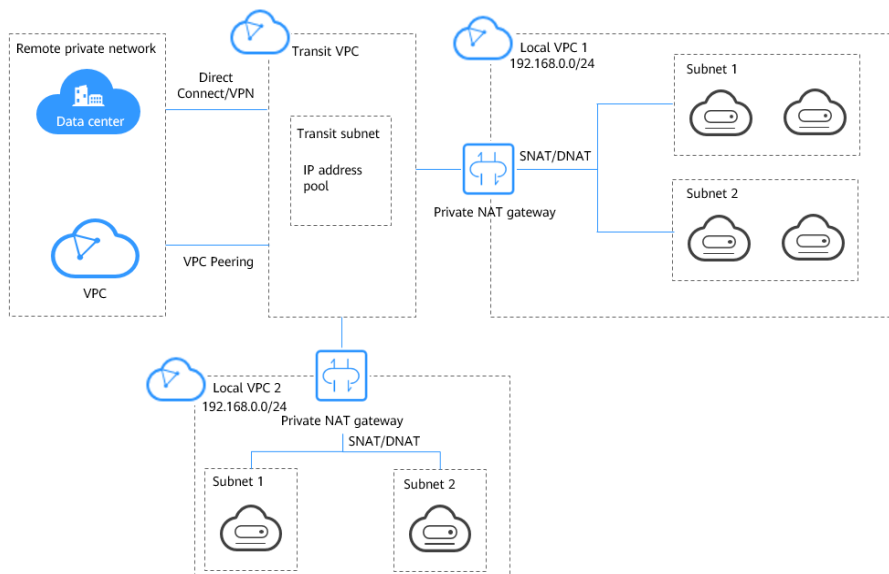 Remote private network
Data center
VPC
Direct
Connect/VPN
VPC Peering
Transit VPC
Transit subnet
IP address
pool
Private NAT gateway
SNAT/DNAT
Local VPC 1
192.168.0.0/24
Subnet 1
Subnet 2
Local VPC 2
192.168.0.0/24
Private NAT gateway
SNAT/DNAT
Subnet 1
Subnet 2